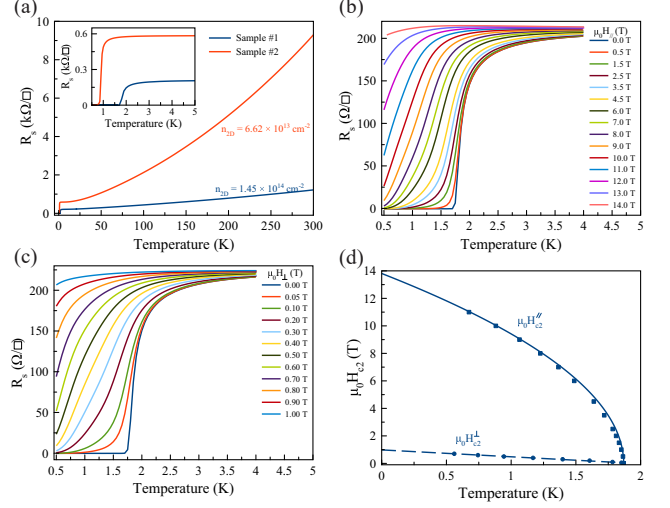 (a)
R_s (kΩ/□)
10
8
6
4
2
0
0 50 100 150 200 250 300
Temperature (K)
R_s (kΩ/□)
0.6
0.4
0.2
0.0
1 2 3 4 5
Temperature (K)
Sample #1
Sample #2
n_2D = 6.62 × 10^13 cm^-2
n_2D = 1.45 × 10^14 cm^-2
(b)
R_s (Ω/□)
200
150
100
50
0
0.5 1 1.5 2 2.5 3 3.5 4 4.5 5
Temperature (K)
0.0 T
0.5 T
1.5 T
2.5 T
3.5 T
4.5 T
6.0 T
7.0 T
8.0 T
9.0 T
10.0 T
11.0 T
12.0 T
13.0 T
14.0 T
(c)
R_s (Ω/□)
200
150
100
50
0
0.5 1 1.5 2 2.5 3 3.5 4 4.5 5
Temperature (K)
μ₀H⊥ (T)
0.00 T
0.05 T
0.10 T
0.20 T
0.30 T
0.40 T
0.50 T
0.60 T
0.70 T
0.80 T
0.90 T
1.00 T
(d)
μ₀H_c2 (T)
14
12
10
8
6
4
2
0
0 0.5 1 1.5 2
Temperature (K)
μ₀H_c2^//
μ₀H_c2^⊥